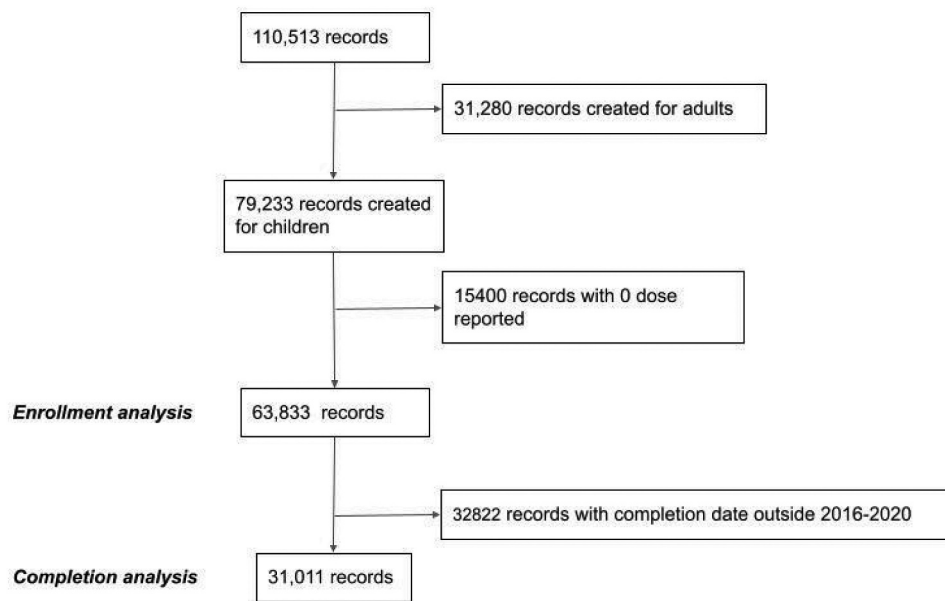 110,513 records
31,280 records created for adults
79,233 records created
for children
15400 records with 0 dose
reported
Enrollment analysis
63,833 records
32822 records with completion date outside 2016-2020
Completion analysis
31,011 records